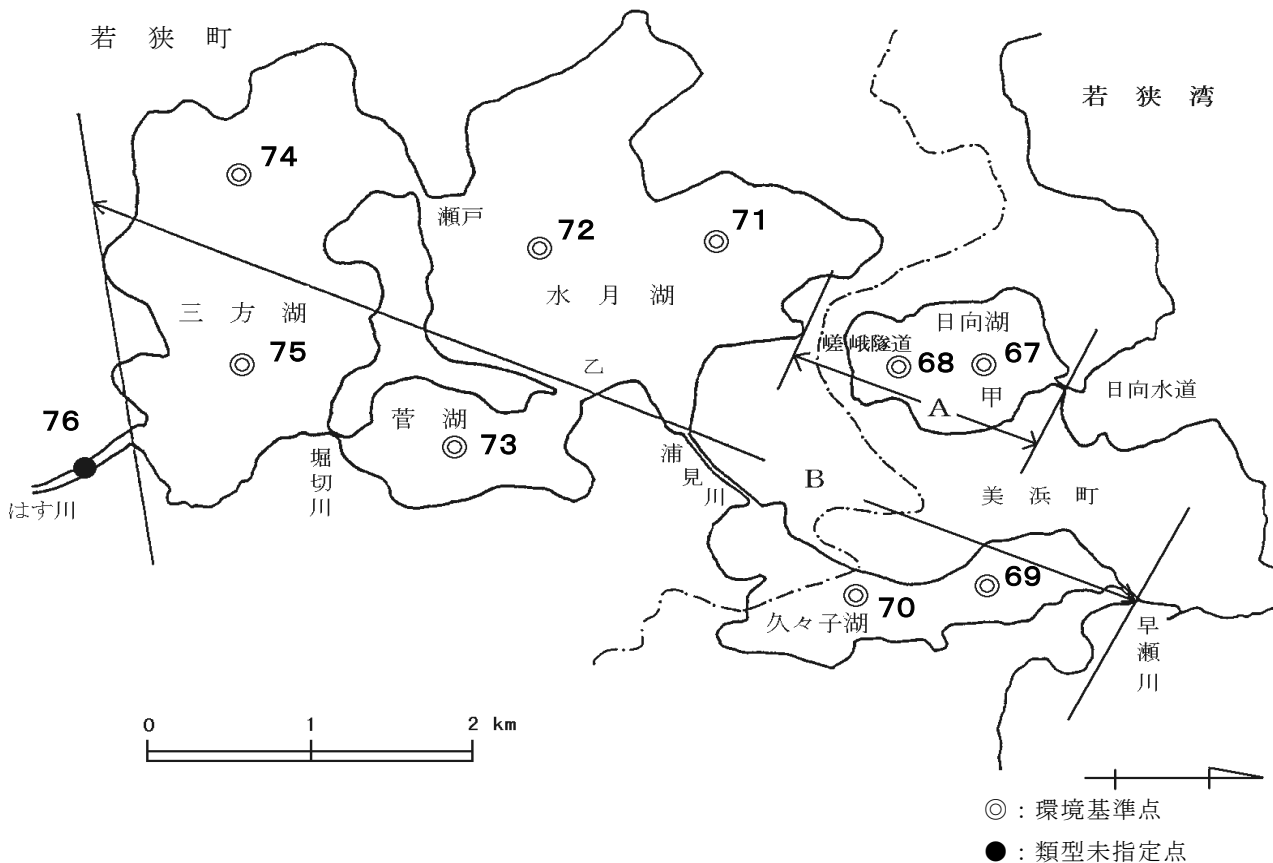 若狭町
若狭湾
74
瀬戸
72
71
水月湖
三方湖
日向湖
嵯峨隧道
75
68
67
乙
A
甲
日向水道
76
菅湖
73
堀切川
浦見川
B
美浜町
はす川
69
70
久々子湖
早瀬川
0 1 2 km
◎：環境基準点
●：類型未指定点